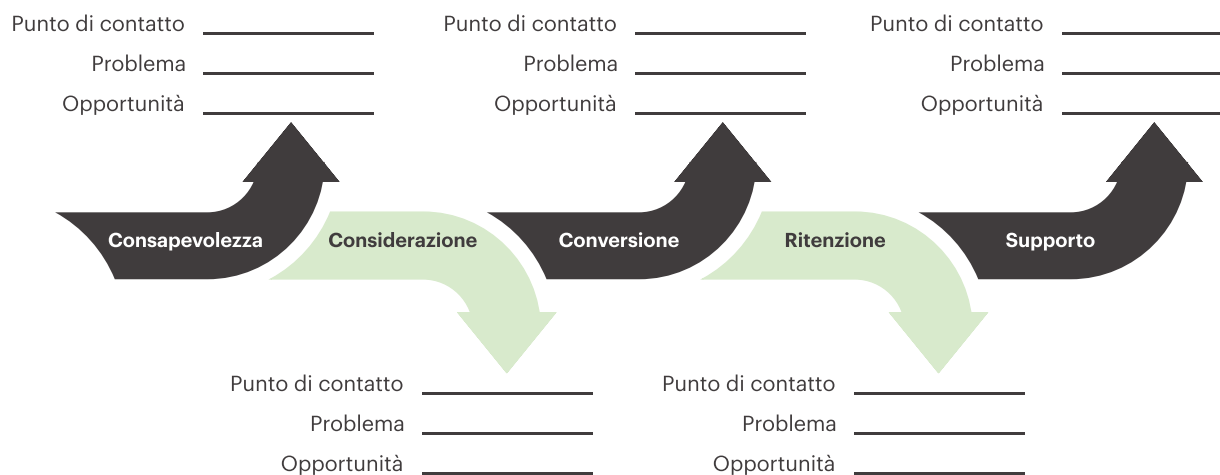 Punto di contatto
Problema
Opportunità
Punto di contatto
Problema
Opportunità
Punto di contatto
Problema
Opportunità
Consapevolezza
Considerazione
Conversione
Ritenzione
Supporto
Punto di contatto
Problema
Opportunità
Punto di contatto
Problema
Opportunità